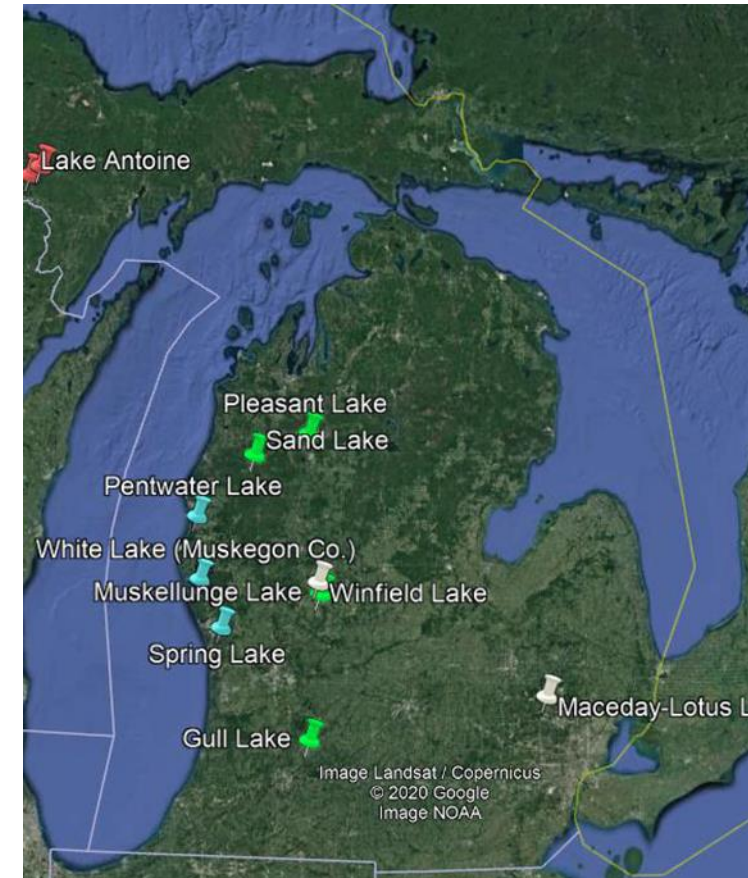 Lake Antoine
Pleasant Lake
Sand Lake
Pentwater Lake
White Lake (Muskegon Co.)
Muskellunge Lake
Winfield Lake
Spring Lake
Maceday-Lotus L
Gull Lake
Image Landsat / Copernicus
© 2020 Google
Image NOAA